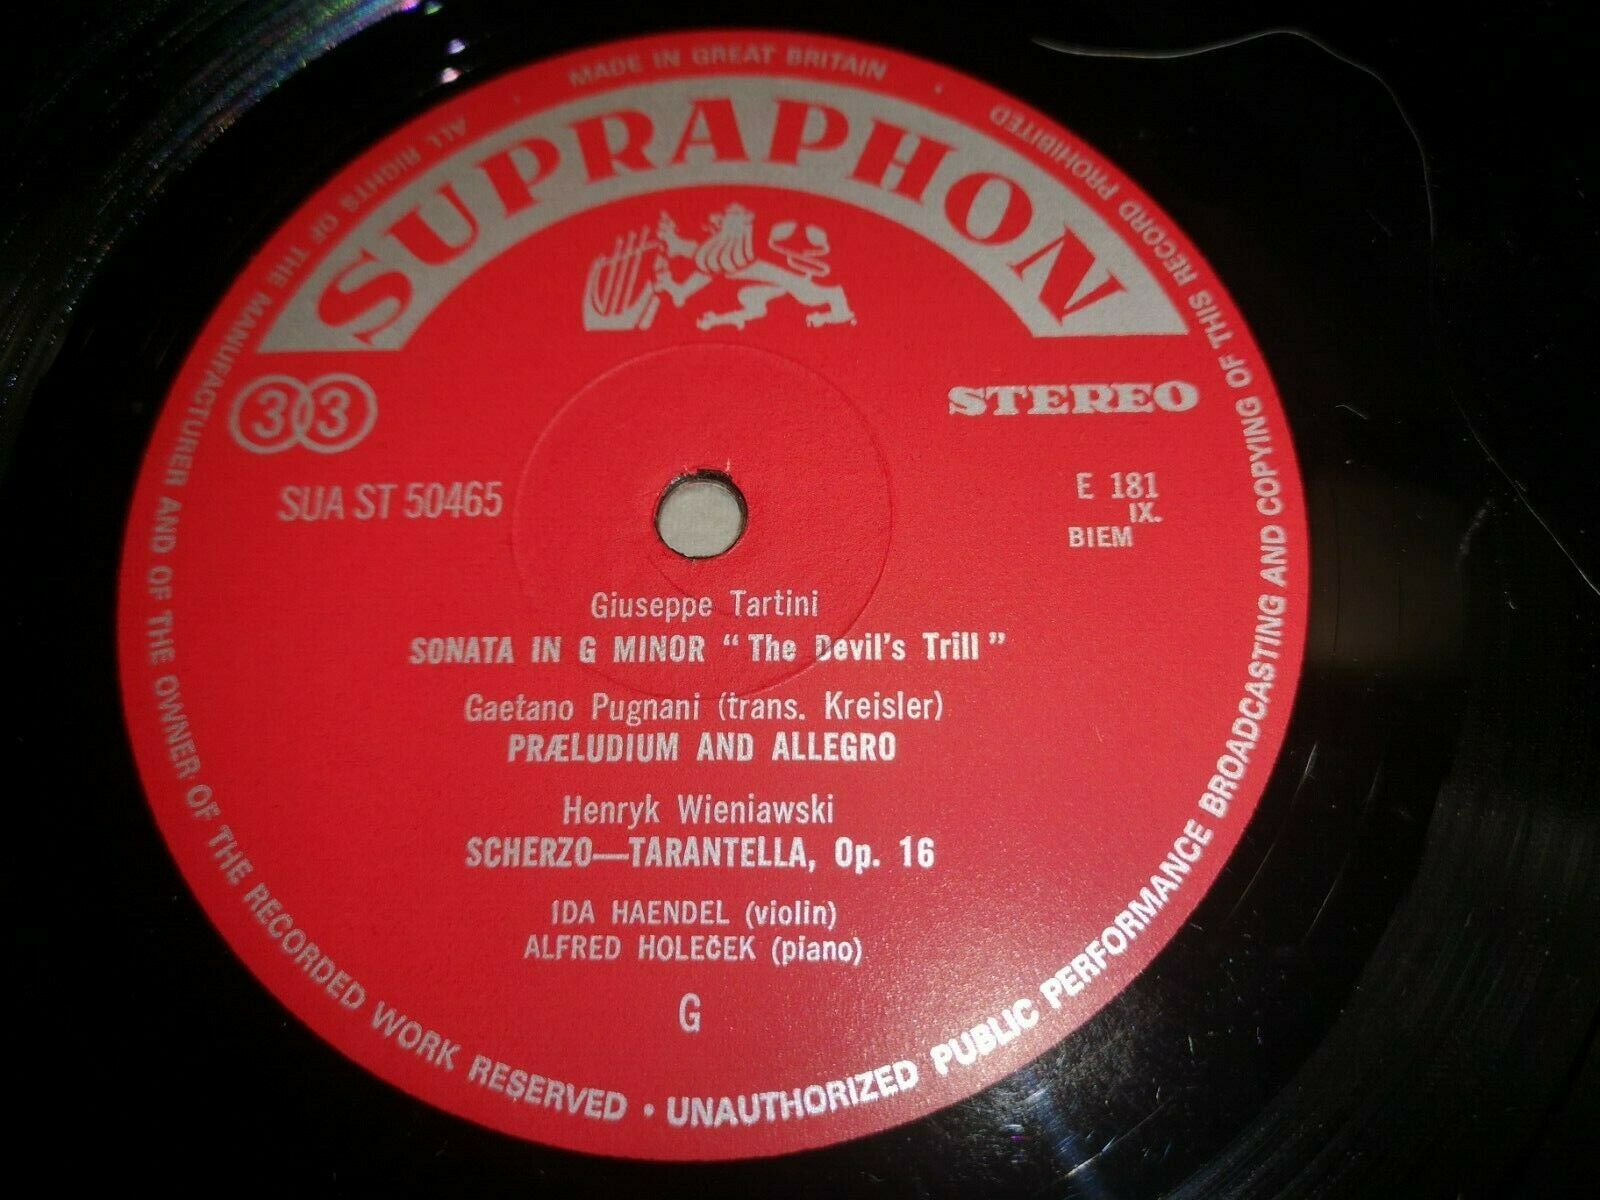 MADE IN GREAT BRITAIN
SUPRAPHON
33
STEREO
SUA ST 50465
E 181
IX.
BIEM
Giuseppe Tartini
SONATA IN G MINOR “The Devil's Trill”
Gaetano Pugnani (trans. Kreisler)
PRÆLUDIUM AND ALLEGRO
Henryk Wieniawski
SCHERZO—TARANTELLA, Op. 16
IDA HAENDEL (violin)
ALFRED HOLEČEK (piano)
G
ALL RIGHTS OF THE MANUFACTURER AND OF THE OWNER OF THE RECORDED WORK RESERVED • UNAUTHORIZED PUBLIC PERFORMANCE BROADCASTING AND COPYING OF THIS RECORD PROHIBITED